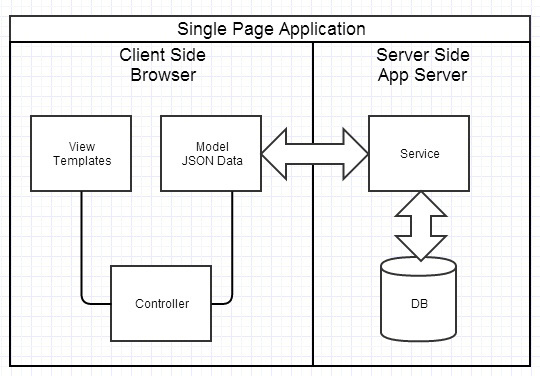 Single Page Application
Client Side
Browser
Server Side
App Server
View
Templates
Model
JSON Data
Service
Controller
DB